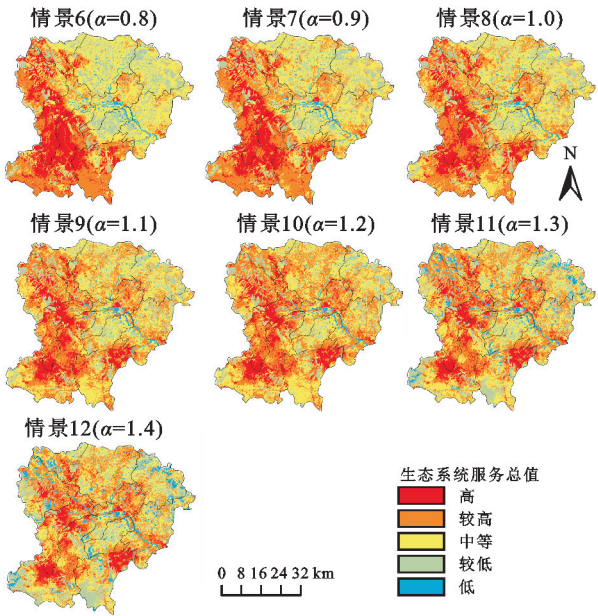 情景6(α=0.8) 情景7(α=0.9) 情景8(α=1.0)
N
情景9(α=1.1) 情景10(α=1.2) 情景11(α=1.3)
情景12(α=1.4)
生态系统服务总值
高
较高
中等
较低
低
0 8 16 24 32 km